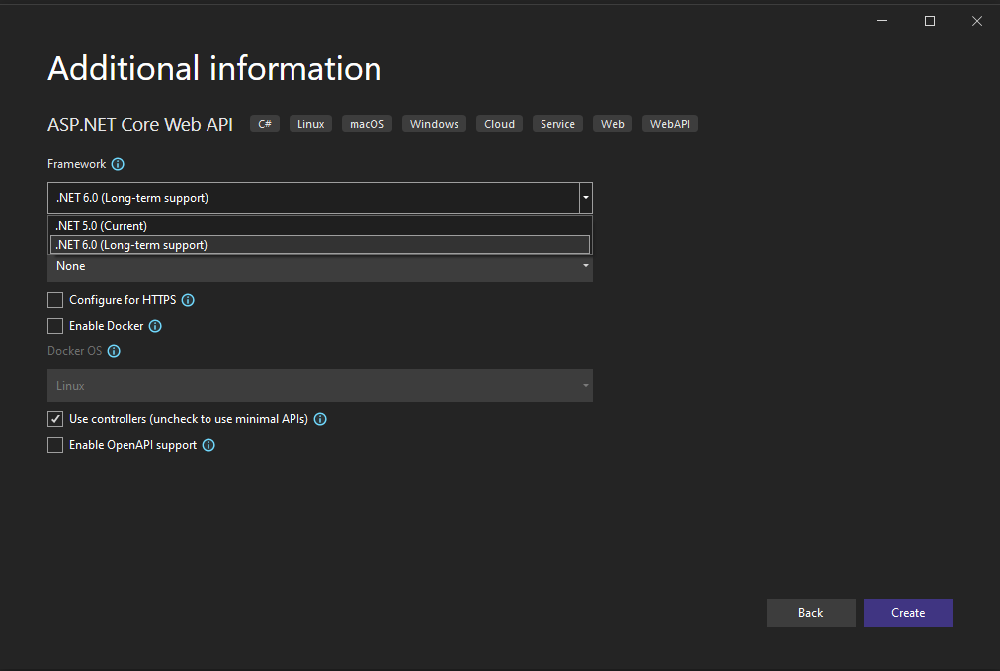 Additional information
ASP.NET Core Web API C# Linux macOS Windows Cloud Service Web WebAPI
Framework
.NET 6.0 (Long-term support)
.NET 5.0 (Current)
.NET 6.0 (Long-term support)
None
Configure for HTTPS
Enable Docker
Docker OS
Linux
Use controllers (uncheck to use minimal APIs)
Enable OpenAPI support
Back Create